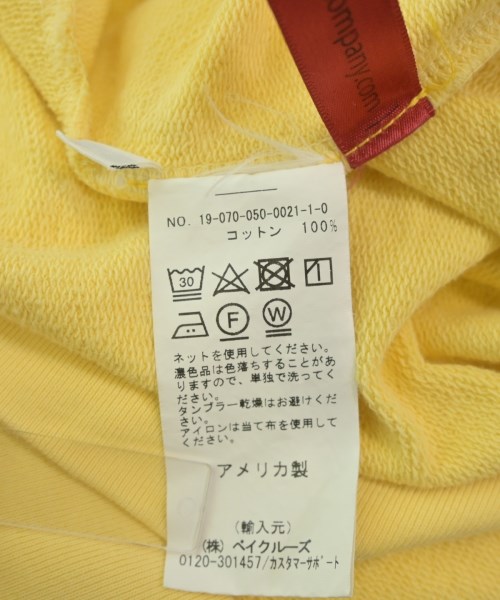 company.com
NO. 19-070-050-0021-1-0
コットン 100%
30
F
W
ネットを使用してください。
濃色品は色落ちすることがあ
りますので、単独で洗ってく
ださい。
タンブラー乾燥はお避けくだ
さい。
アイロンは当て布を使用して
ください。
アメリカ製
(輸入元)
(株) ベイクルーズ
0120-301457/カスタマーサポート